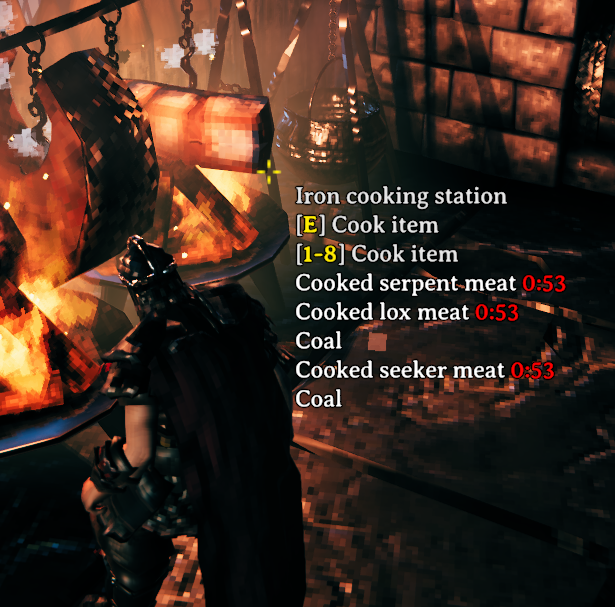 Iron cooking station
[E] Cook item
[1-8] Cook item
Cooked serpent meat 0:53
Cooked lox meat 0:53
Coal
Cooked seeker meat 0:53
Coal